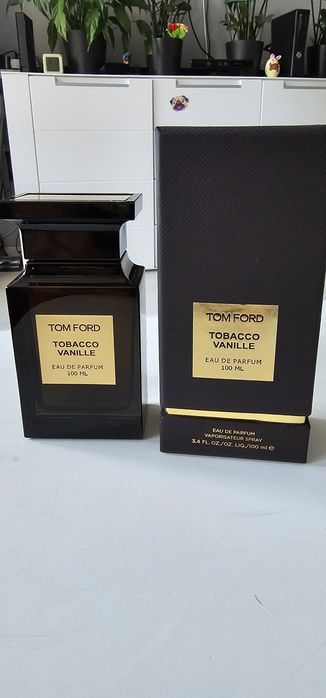 TOM FORD
TOBACCO
VANILLE
EAU DE PARFUM
100 ML
TOM FORD
TOBACCO
VANILLE
EAU DE PARFUM
100 ML
EAU DE PARFUM
VAPORISATEUR SPRAY
3.4 FL. OZ./OZ. LIQ./100 ml ℮